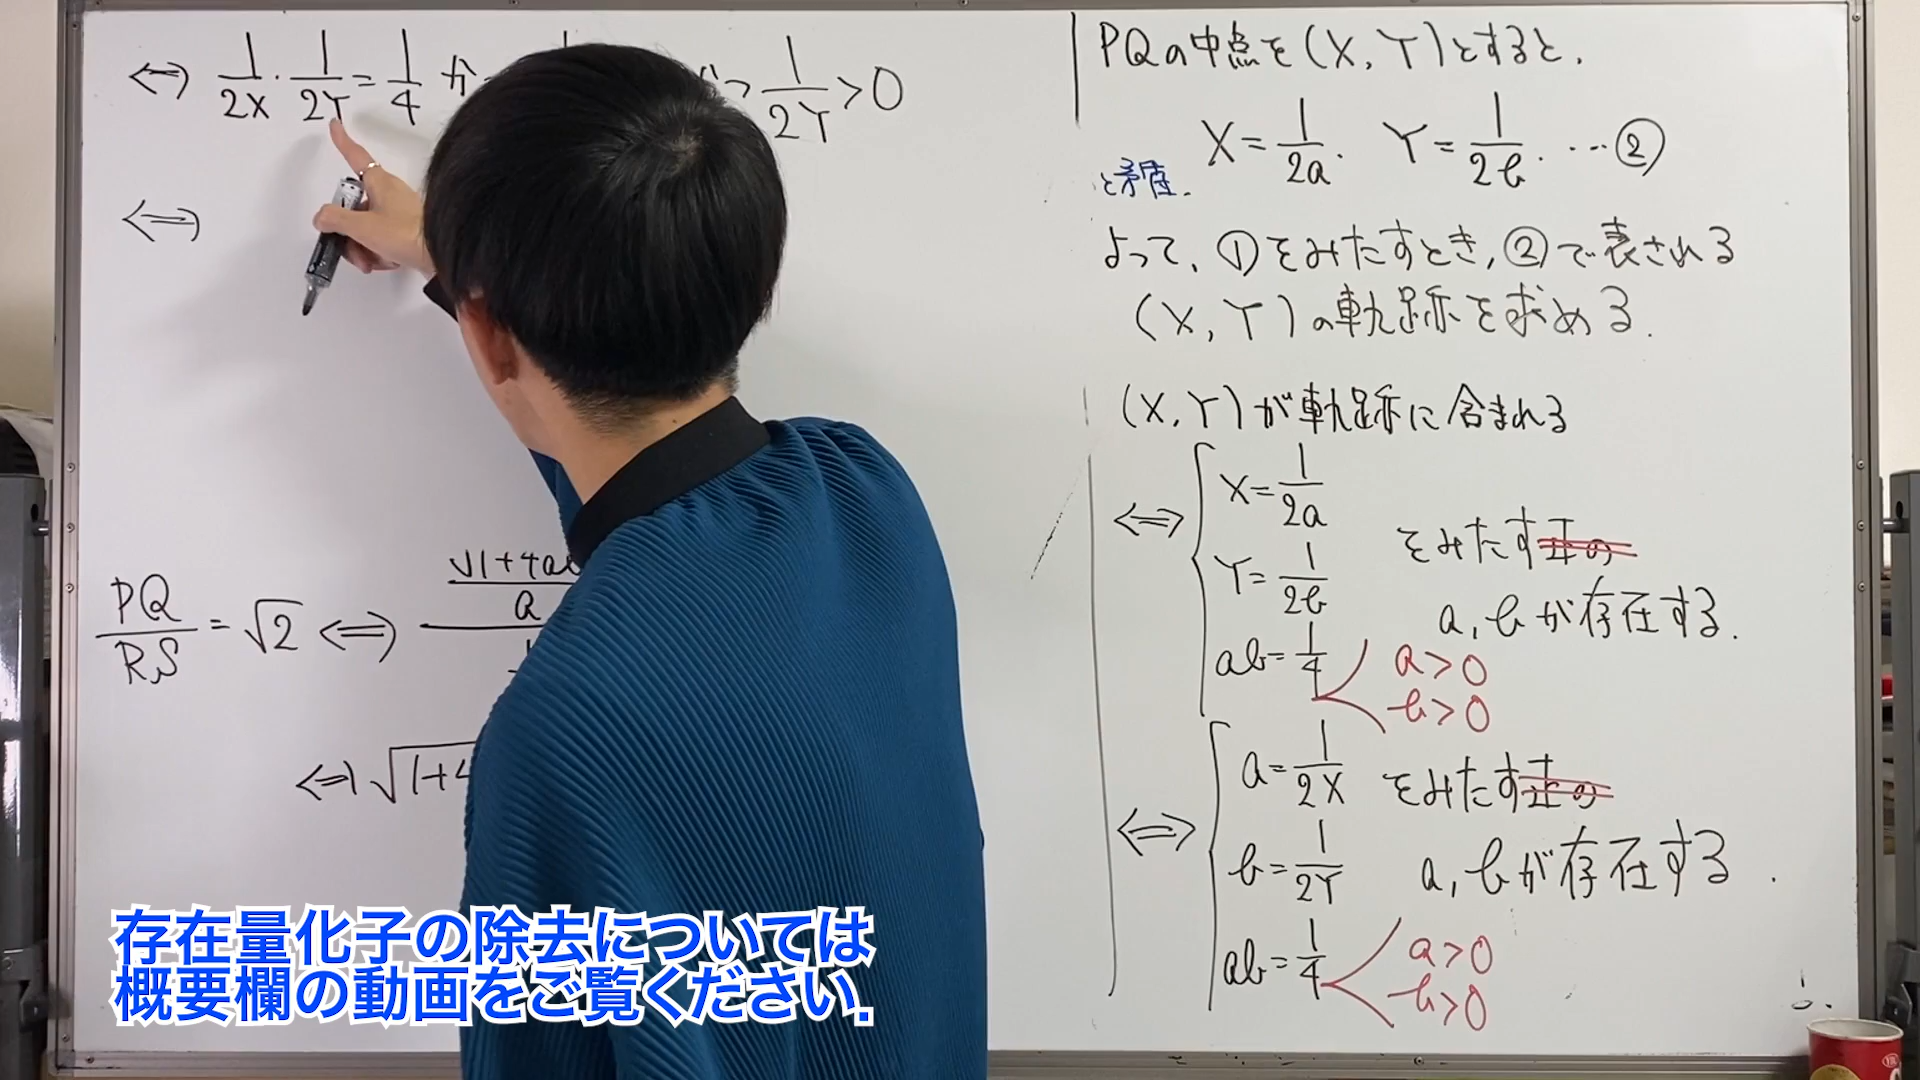 ⇔ 1/2X · 1/2Y = 1/4 か 1/2Y > 0
⇔
PQ/RS = √2 ⇔ √1+4a a
⇔ √1+4
PQの中点を(X, Y)とすると,
X = 1/2a. Y = 1/2b. … ②
と矛盾.
よって, ①をみたすとき, ②で表される
(X, Y)の軌跡を求める.
(X, Y)が軌跡に含まれる
⇔ X = 1/2a
Y = 1/2b
をみたす正の
a, bが存在する.
ab = 1/4
a > 0
b > 0
⇔ a = 1/2X
をみたす正の
b = 1/2Y
a, bが存在する.
ab = 1/4
a > 0
b > 0
存在量化子の除去については
概要欄の動画をご覧ください.